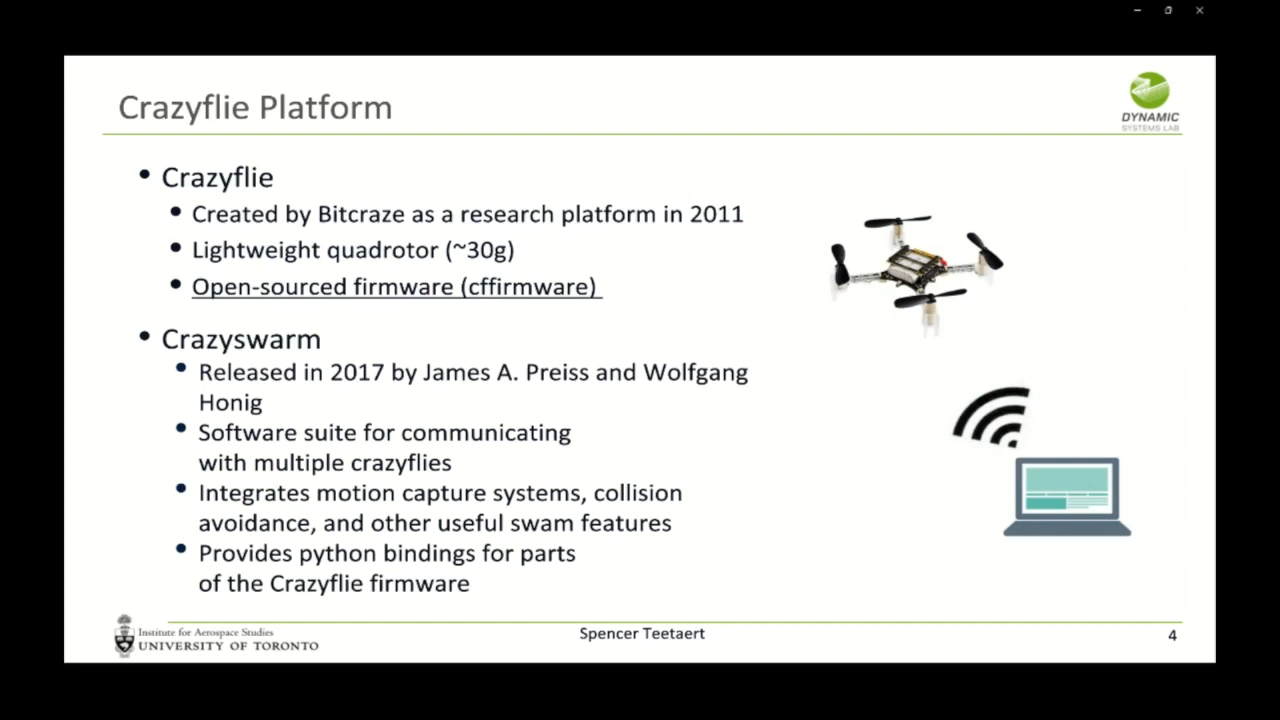 Crazyflie Platform
DYNAMIC
SYSTEMS LAB
• Crazyflie
• Created by Bitcraze as a research platform in 2011
• Lightweight quadrotor (~30g)
• Open-sourced firmware (cffirmware)
• Crazyswarm
• Released in 2017 by James A. Preiss and Wolfgang
Honig
• Software suite for communicating
with multiple crazyflies
• Integrates motion capture systems, collision
avoidance, and other useful swam features
• Provides python bindings for parts
of the Crazyflie firmware
Institute for Aerospace Studies
UNIVERSITY OF TORONTO
Spencer Teetaert
4